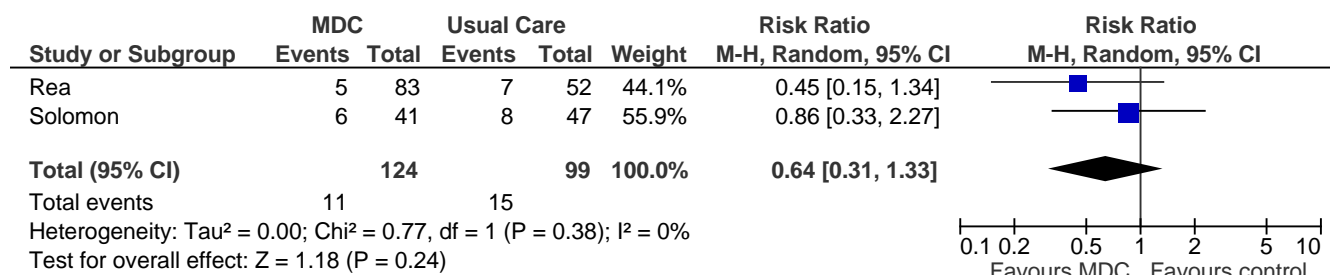 MDC Usual Care Risk Ratio Risk Ratio
Study or Subgroup Events Total Events Total Weight M-H, Random, 95% CI M-H, Random, 95% CI
Rea 5 83 7 52 44.1% 0.45 [0.15, 1.34]
Solomon 6 41 8 47 55.9% 0.86 [0.33, 2.27]
Total (95% CI) 124 99 100.0% 0.64 [0.31, 1.33]
Total events 11 15
Heterogeneity: Tau² = 0.00; Chi² = 0.77, df = 1 (P = 0.38); I² = 0%
Test for overall effect: Z = 1.18 (P = 0.24)
0.1 0.2 0.5 1 2 5 10
Favours MDC Favours control